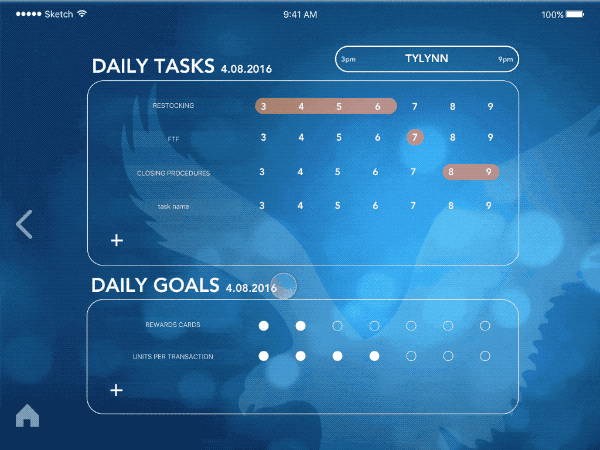 Sketch 9:41 AM 100%
3pm TYLYNN 9pm
DAILY TASKS 4.08.2016
RESTOCKING 3 4 5 6 7 8 9
FTF 3 4 5 6 7 8 9
CLOSING PROCEDURES 3 4 5 6 7 8 9
task name 3 4 5 6 7 8 9
+
DAILY GOALS 4.08.2016
REWARDS CARDS
UNITS PER TRANSACTION
+